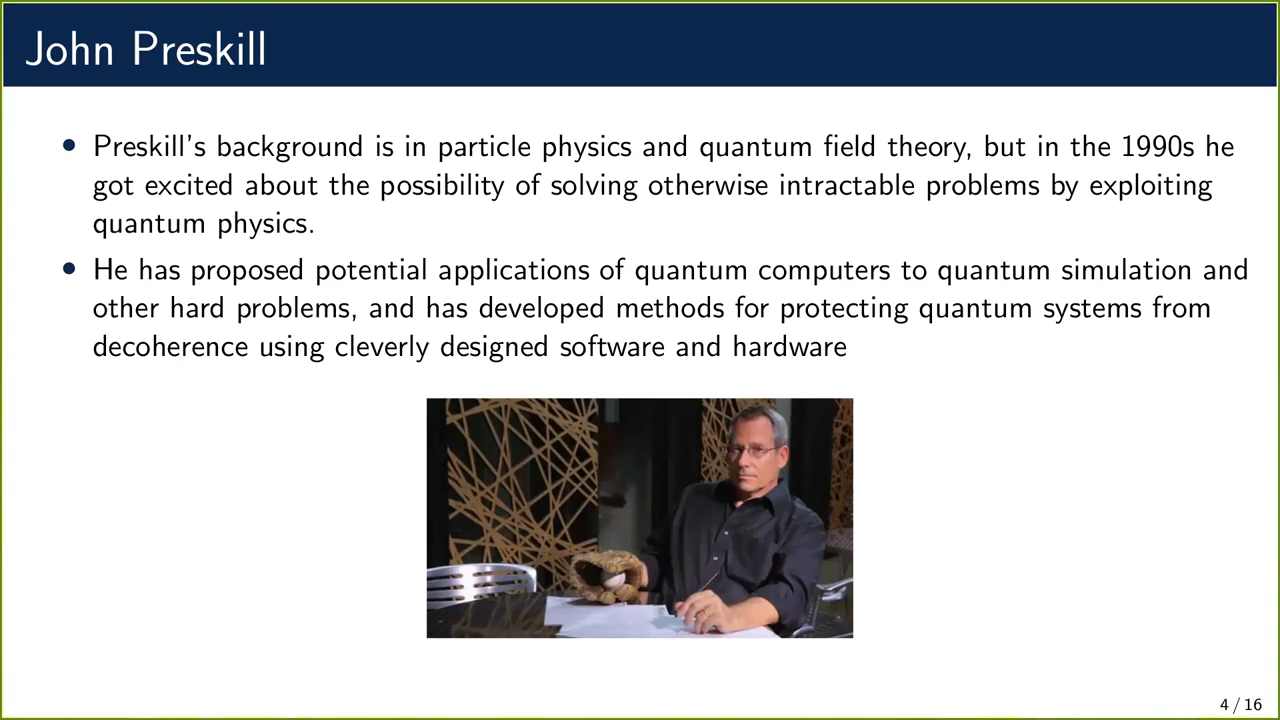 John Preskill
• Preskill's background is in particle physics and quantum field theory, but in the 1990s he
got excited about the possibility of solving otherwise intractable problems by exploiting
quantum physics.
• He has proposed potential applications of quantum computers to quantum simulation and
other hard problems, and has developed methods for protecting quantum systems from
decoherence using cleverly designed software and hardware
4 / 16